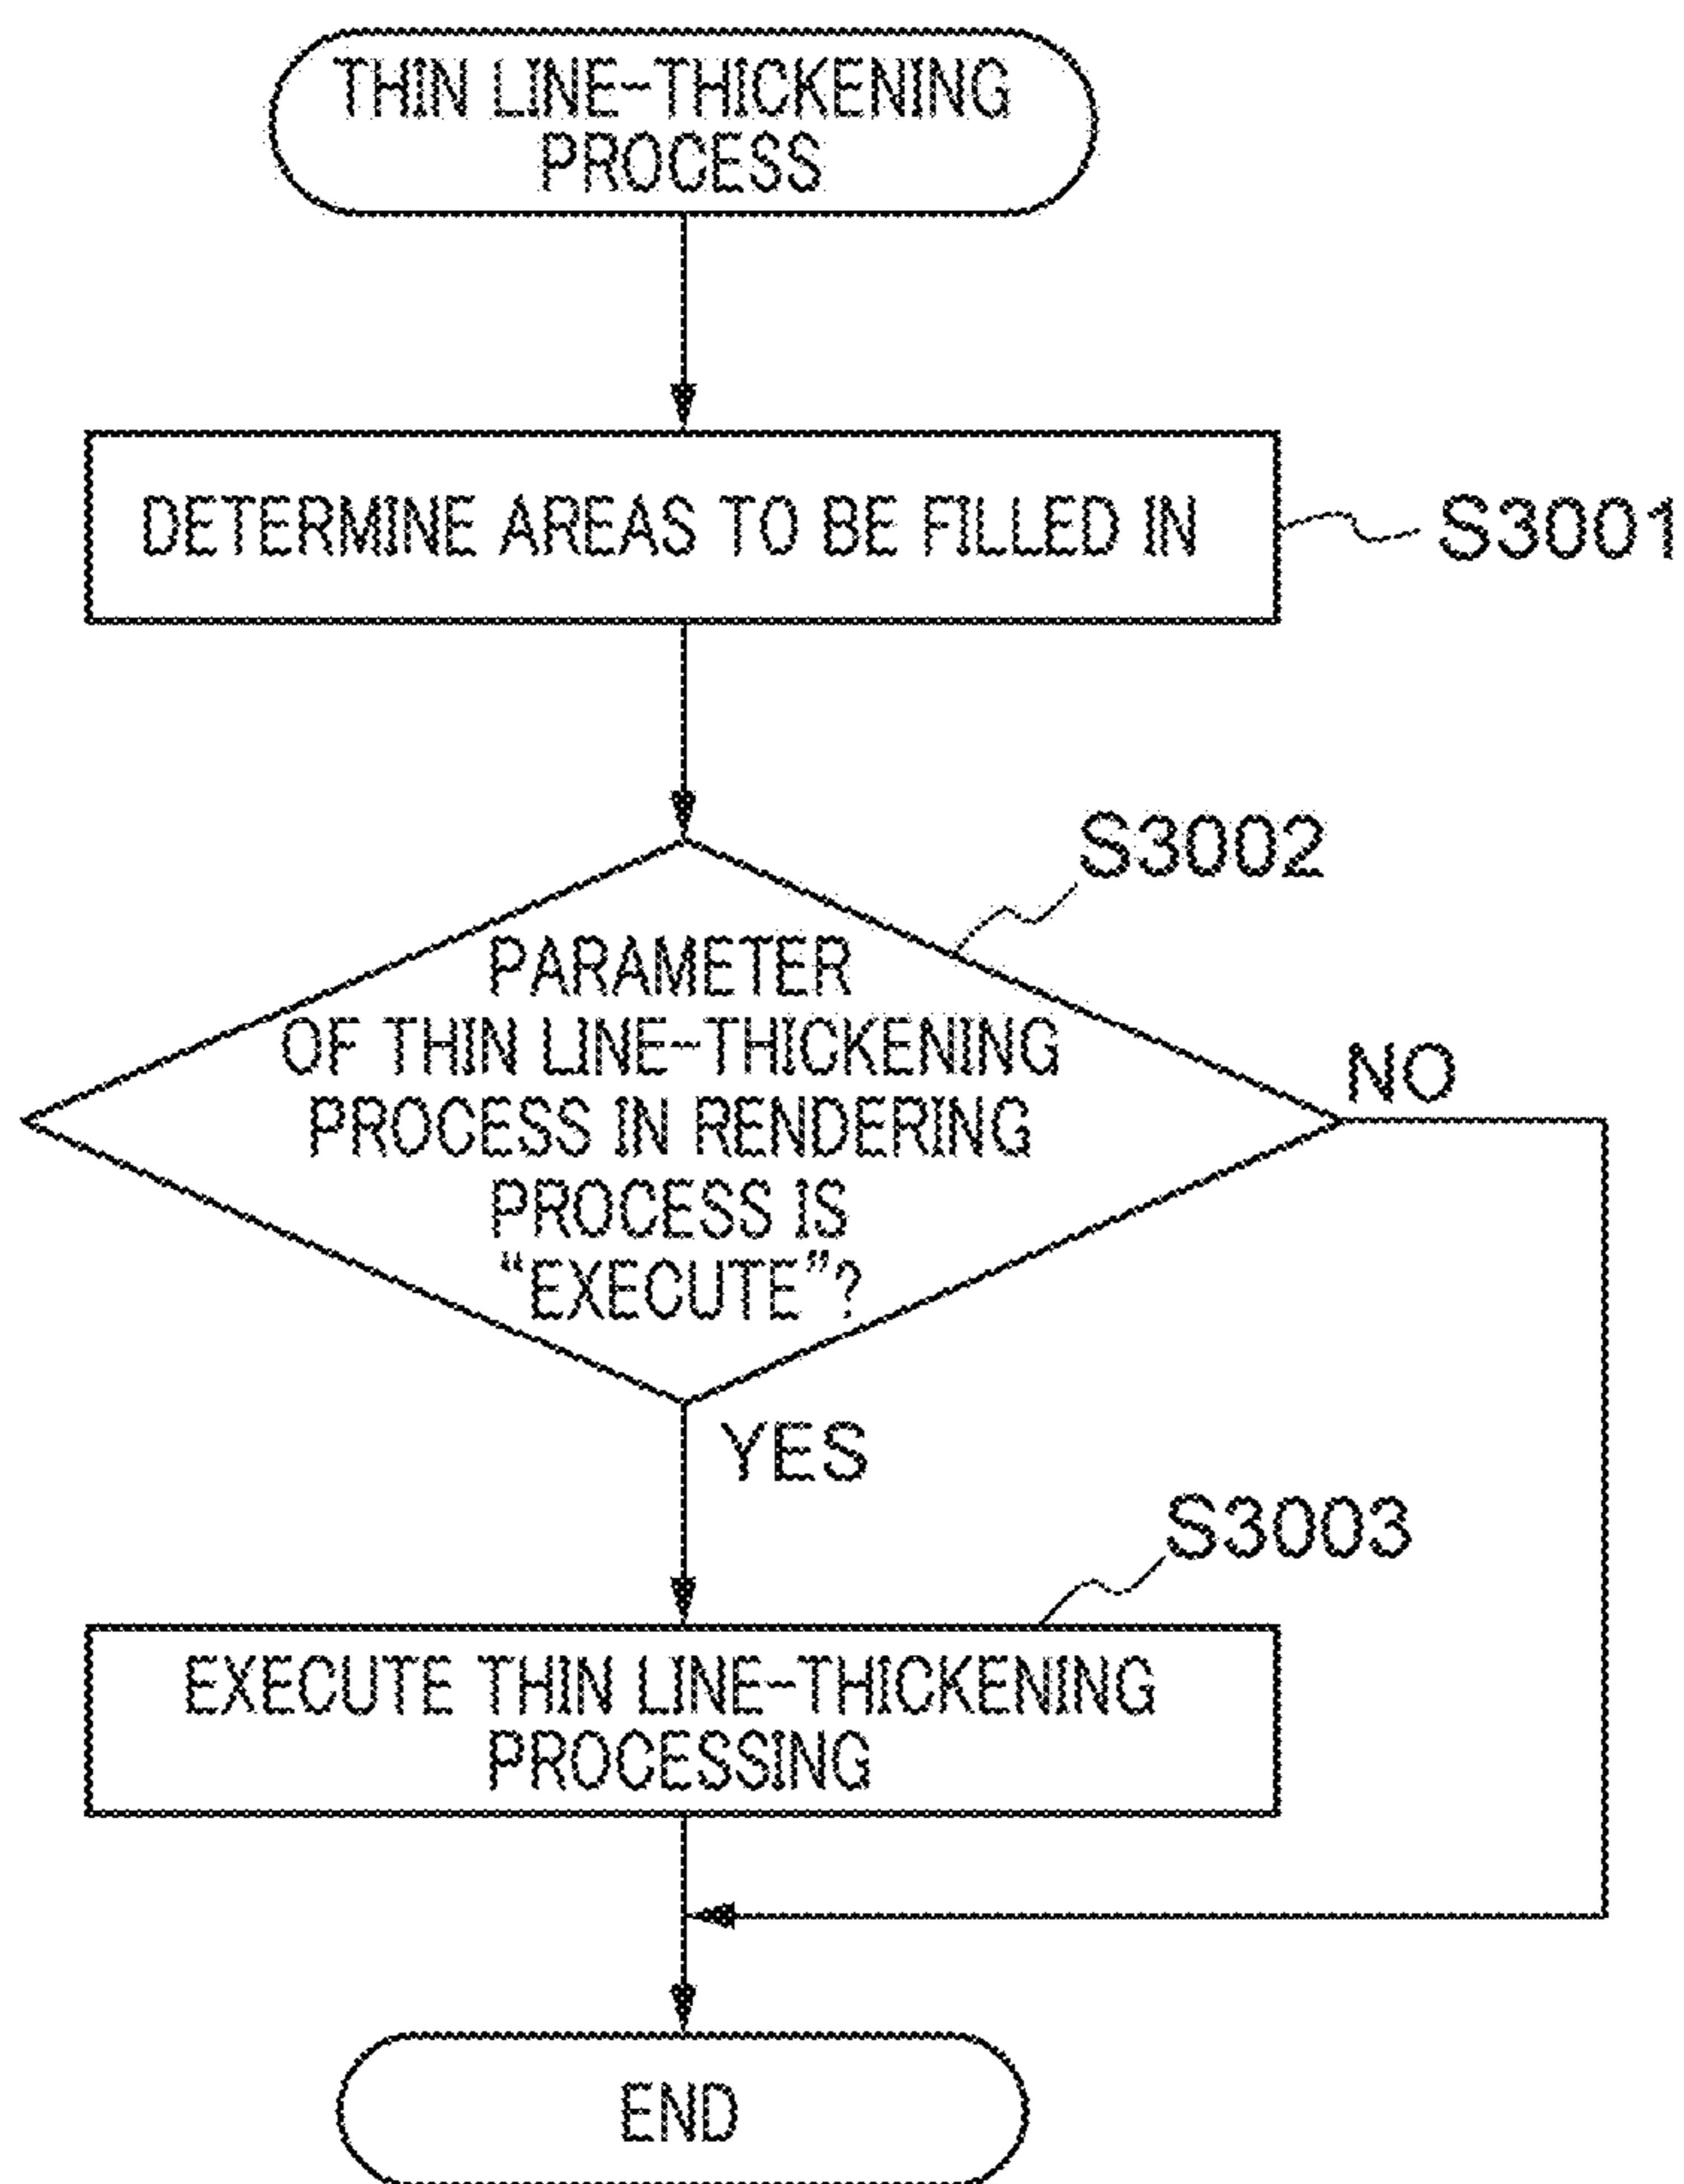 THIN LINE-THICKENING
PROCESS
DETERMINE AREAS TO BE FILLED IN
S3001
S3002
PARAMETER
OF THIN LINE-THICKENING
PROCESS IN RENDERING
PROCESS IS
“EXECUTE”?
NO
YES
S3003
EXECUTE THIN LINE-THICKENING
PROCESSING
END